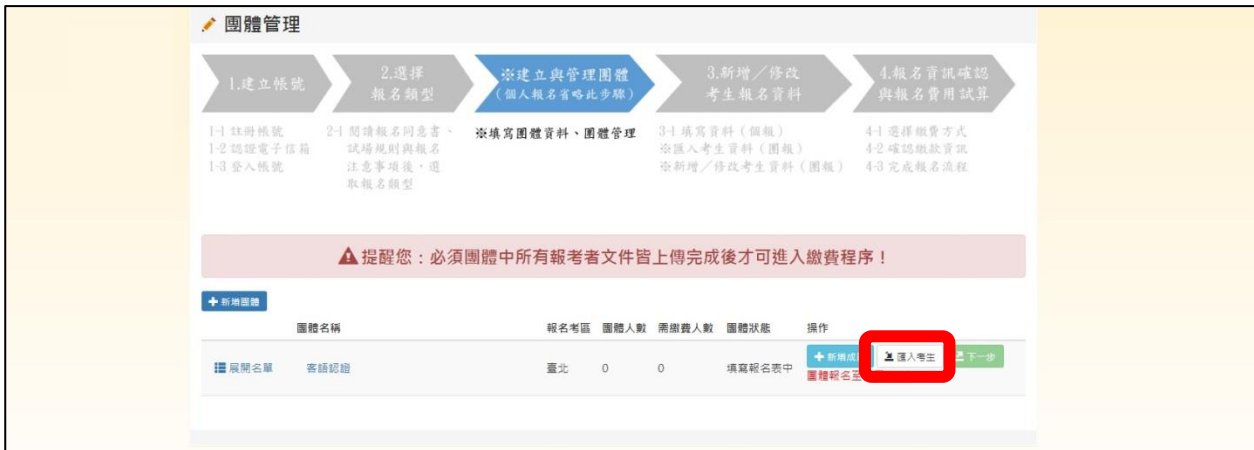 團體管理
1.建立帳號
2.選擇
報名類型
※建立與管理團體
(個人報名省略此步驟)
3.新增／修改
考生報名資料
4.報名資訊確認
與報名費用試算
1-1 註冊帳號
1-2 認證電子信箱
1-3 登入帳號
2-1 閱讀報名同意書、
試場規則與報名
注意事項後，選
取報名類型
※填寫團體資料、團體管理
3-1 填寫資料（個報）
※匯入考生資料（團報）
※新增／修改考生資料（團報）
4-1 選擇繳費方式
4-2 確認繳款資訊
4-3 完成報名流程
提醒您：必須團體中所有報考者文件皆上傳完成後才可進入繳費程序！
新增團體
團體名稱 報名考區 團體人數 需繳費人數 團體狀態 操作
展開名單 客語認證 臺北 0 0 填寫報名表中 新增成 匯入考生 下一步
團體報名至